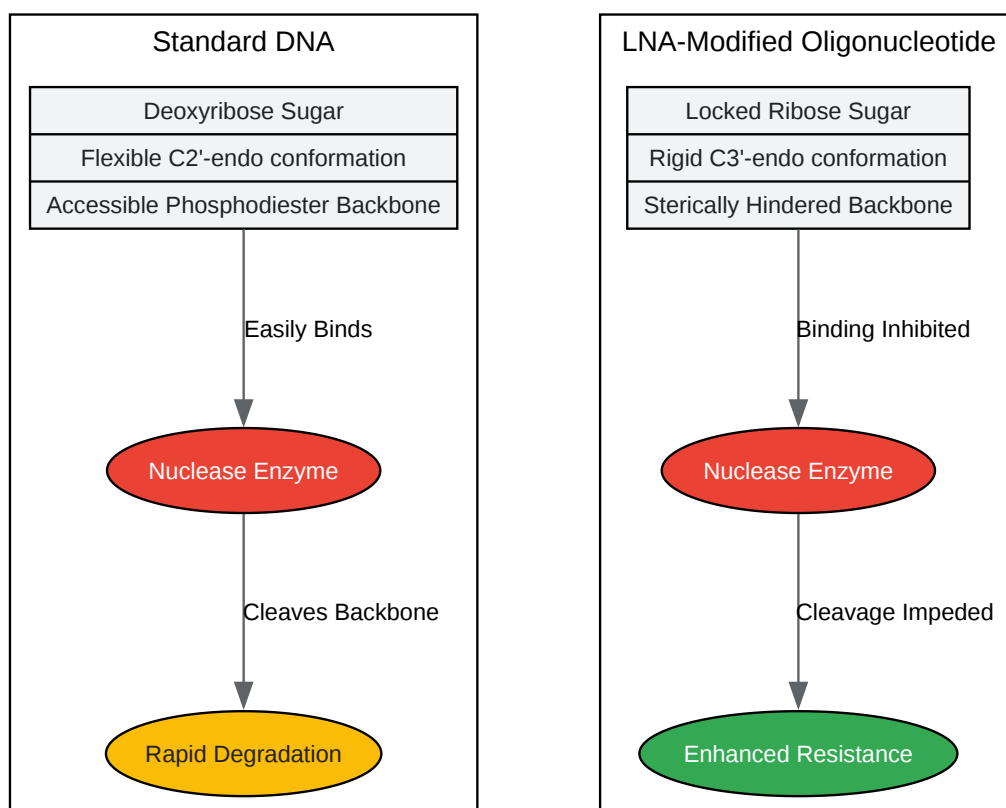 Standard DNA
Deoxyribose Sugar
Flexible C2'-endo conformation
Accessible Phosphodiester Backbone
Easily Binds
Nuclease Enzyme
Cleaves Backbone
Rapid Degradation
LNA-Modified Oligonucleotide
Locked Ribose Sugar
Rigid C3'-endo conformation
Sterically Hindered Backbone
Binding Inhibited
Nuclease Enzyme
Cleavage Impeded
Enhanced Resistance